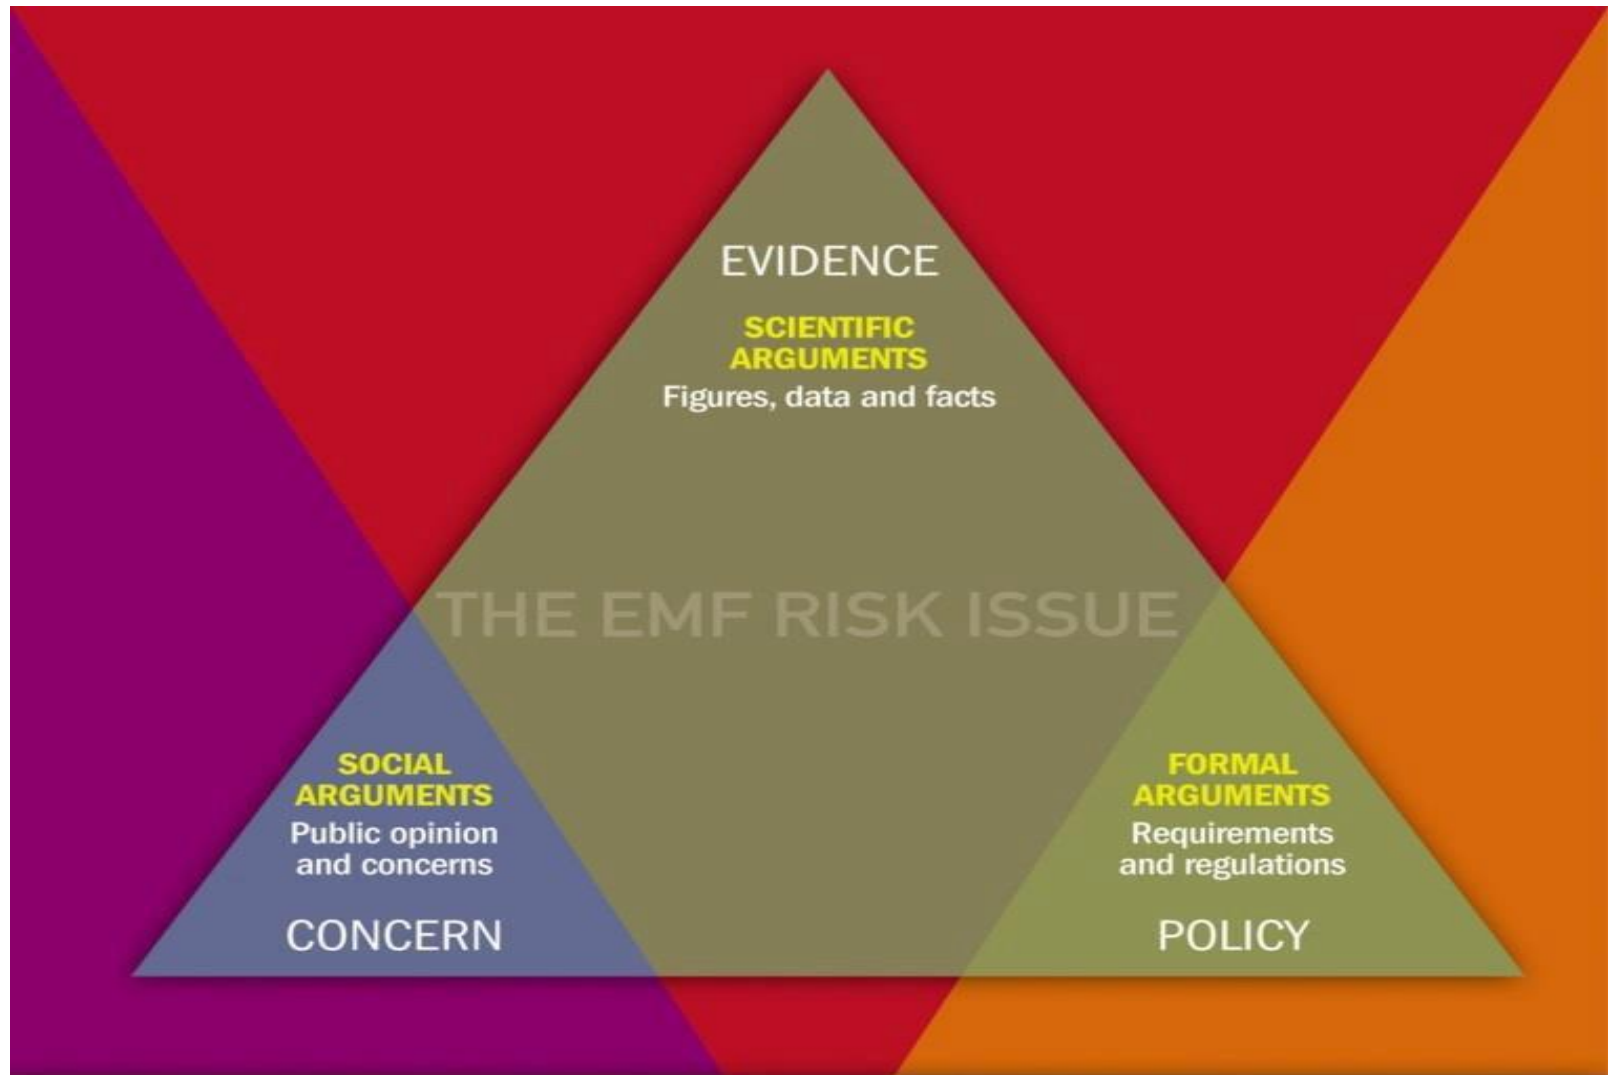 EVIDENCE
SCIENTIFIC
ARGUMENTS
Figures, data and facts
THE EMF RISK ISSUE
SOCIAL
ARGUMENTS
Public opinion
and concerns
CONCERN
FORMAL
ARGUMENTS
Requirements
and regulations
POLICY